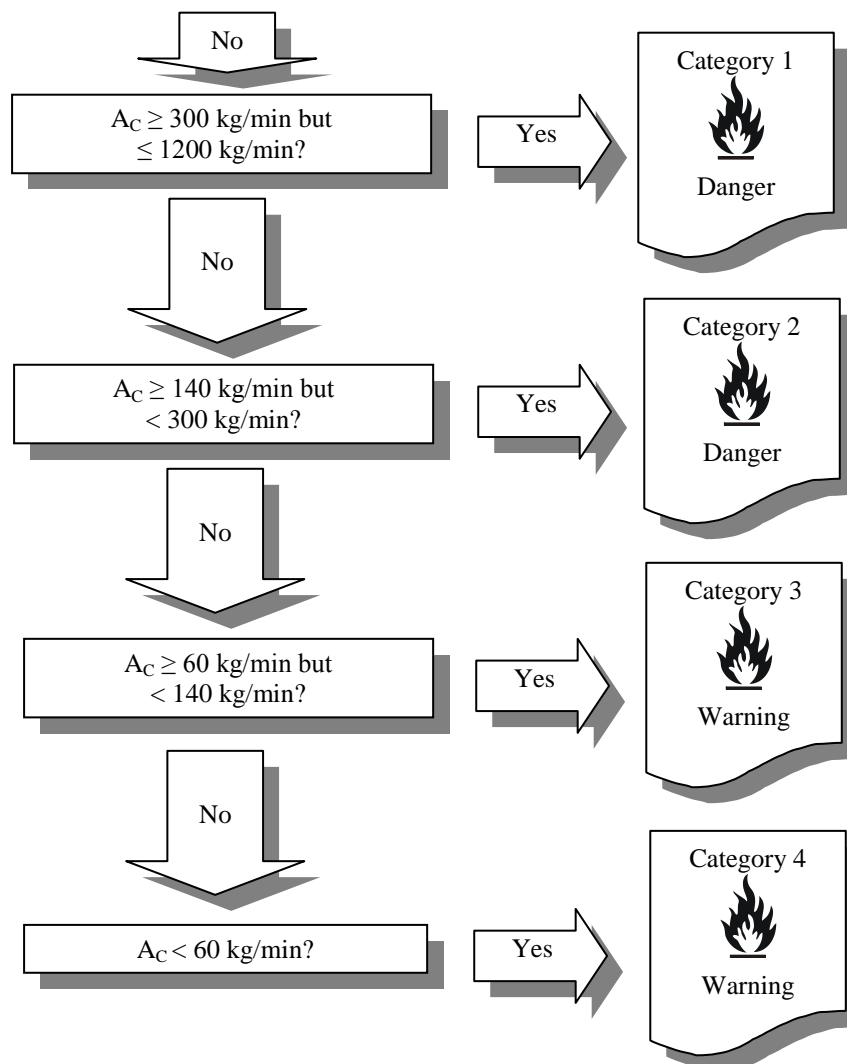 No
A_C ≥ 300 kg/min but
≤ 1200 kg/min?
Yes
Category 1
Danger
No
A_C ≥ 140 kg/min but
< 300 kg/min?
Yes
Category 2
Danger
No
A_C ≥ 60 kg/min but
< 140 kg/min?
Yes
Category 3
Warning
No
A_C < 60 kg/min?
Yes
Category 4
Warning